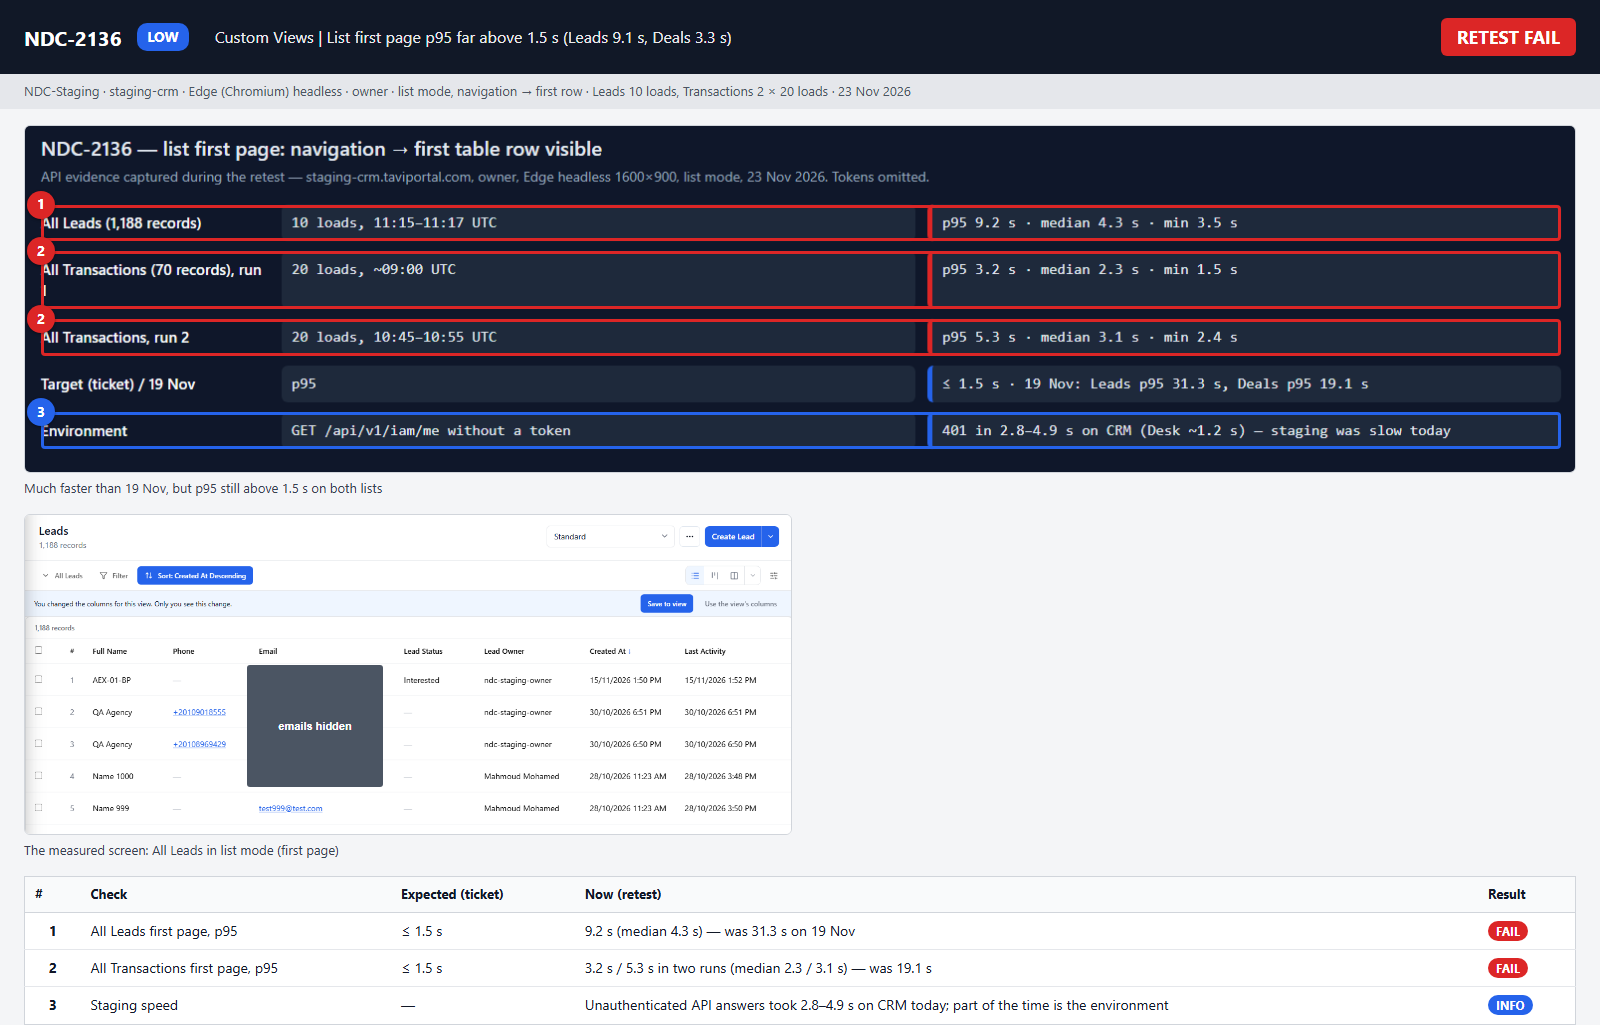 NDC-2136 LOW Custom Views | List first page p95 far above 1.5 s (Leads 9.1 s, Deals 3.3 s) RETEST FAIL
NDC-Staging · staging-crm · Edge (Chromium) headless · owner · list mode, navigation → first row · Leads 10 loads, Transactions 2 × 20 loads · 23 Nov 2026
NDC-2136 — list first page: navigation → first table row visible
API evidence captured during the retest — staging-crm.taviportal.com, owner, Edge headless 1600×900, list mode, 23 Nov 2026. Tokens omitted.
1
All Leads (1,188 records) 10 loads, 11:15–11:17 UTC p95 9.2 s · median 4.3 s · min 3.5 s
2
All Transactions (70 records), run 20 loads, ~09:00 UTC p95 3.2 s · median 2.3 s · min 1.5 s
1
2
All Transactions, run 2 20 loads, 10:45–10:55 UTC p95 5.3 s · median 3.1 s · min 2.4 s
Target (ticket) / 19 Nov p95 ≤ 1.5 s · 19 Nov: Leads p95 31.3 s, Deals p95 19.1 s
3
Environment GET /api/v1/iam/me without a token 401 in 2.8–4.9 s on CRM (Desk ~1.2 s) — staging was slow today
Much faster than 19 Nov, but p95 still above 1.5 s on both lists
Leads
1,188 records
Standard ... Create Lead
All Leads Filter Sort: Created At Descending
You changed the columns for this view. Only you see this change. Save to view Use the view's columns
1,188 records
# Full Name Phone Email Lead Status Lead Owner Created At ↓ Last Activity
1 AEX-01-BP — Interested ndc-staging-owner 15/11/2026 1:50 PM 15/11/2026 1:52 PM
2 QA Agency +20109018555 — ndc-staging-owner 30/10/2026 6:51 PM 30/10/2026 6:51 PM
emails hidden
3 QA Agency +20108969429 — ndc-staging-owner 30/10/2026 6:50 PM 30/10/2026 6:50 PM
4 Name 1000 — — Mahmoud Mohamed 28/10/2026 11:23 AM 28/10/2026 3:48 PM
5 Name 999 — test999@test.com — Mahmoud Mohamed 28/10/2026 11:23 AM 28/10/2026 3:50 PM
The measured screen: All Leads in list mode (first page)
# Check Expected (ticket) Now (retest) Result
1 All Leads first page, p95 ≤ 1.5 s 9.2 s (median 4.3 s) — was 31.3 s on 19 Nov FAIL
2 All Transactions first page, p95 ≤ 1.5 s 3.2 s / 5.3 s in two runs (median 2.3 / 3.1 s) — was 19.1 s FAIL
3 Staging speed — Unauthenticated API answers took 2.8–4.9 s on CRM today; part of the time is the environment INFO